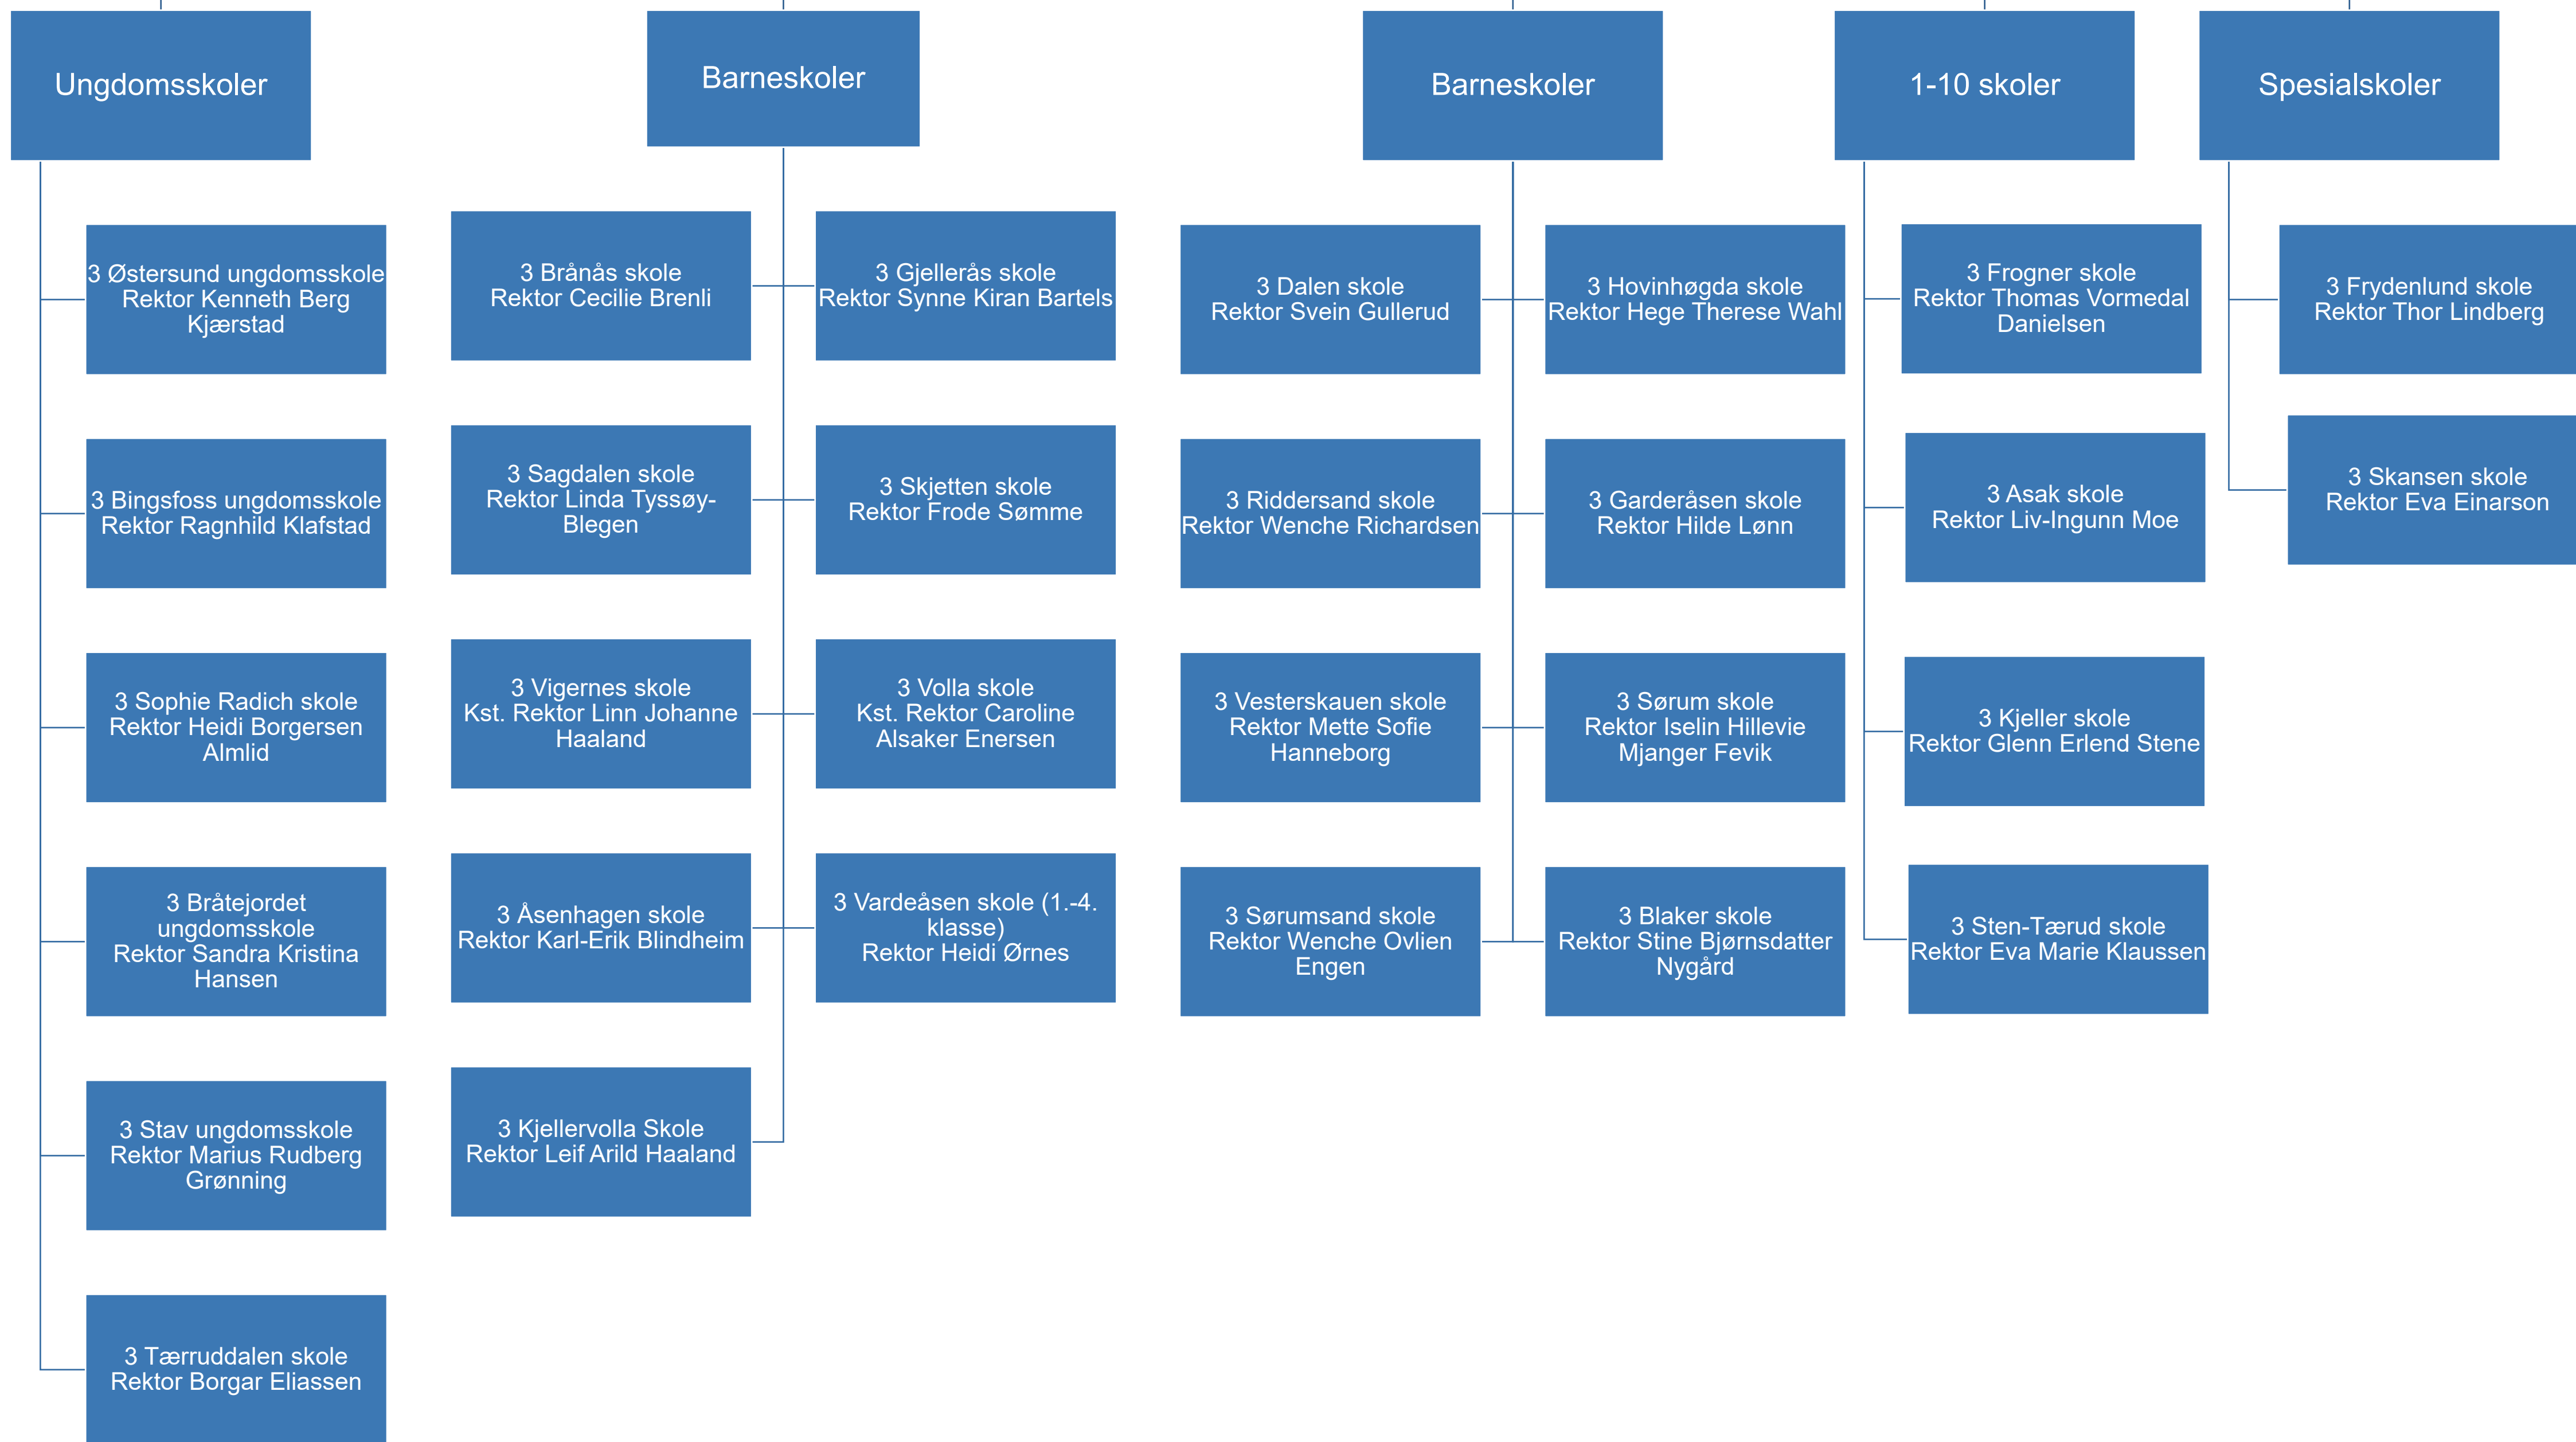 Ungdomsskoler
3 Østersund ungdomsskole
Rektor Kenneth Berg
Kjærstad
3 Bingsfoss ungdomsskole
Rektor Ragnhild Klafstad
3 Sophie Radich skole
Rektor Heidi Borgersen
Almlid
3 Bråtejordet
ungdomsskole
Rektor Sandra Kristina
Hansen
3 Stav ungdomsskole
Rektor Marius Rudberg
Grønning
3 Tærruddalen skole
Rektor Borgar Eliassen
Barneskoler
3 Brånås skole
Rektor Cecilie Brenli
3 Gjellerås skole
Rektor Synne Kiran Bartels
3 Sagdalen skole
Rektor Linda Tyssøy-
Blegen
3 Skjetten skole
Rektor Frode Sømme
3 Vigernes skole
Kst. Rektor Linn Johanne
Haaland
3 Volla skole
Kst. Rektor Caroline
Alsaker Enersen
3 Åsenhagen skole
Rektor Karl-Erik Blindheim
3 Vardeåsen skole (1.-4.
klasse)
Rektor Heidi Ørnes
3 Kjellervolla Skole
Rektor Leif Arild Haaland
Barneskoler
3 Dalen skole
Rektor Svein Gullerud
3 Hovinhøgda skole
Rektor Hege Therese Wahl
3 Riddersand skole
Rektor Wenche Richardsen
3 Garderåsen skole
Rektor Hilde Lønn
3 Vesterskauen skole
Rektor Mette Sofie
Hanneborg
3 Sørum skole
Rektor Iselin Hillevie
Mjanger Fevik
3 Sørumsand skole
Rektor Wenche Ovlien
Engen
3 Blaker skole
Rektor Stine Bjørnsdatter
Nygård
1-10 skoler
3 Frogner skole
Rektor Thomas Vormedal
Danielsen
3 Asak skole
Rektor Liv-Ingunn Moe
3 Kjeller skole
Rektor Glenn Erlend Stene
3 Sten-Tærud skole
Rektor Eva Marie Klaussen
Spesialskoler
3 Frydenlund skole
Rektor Thor Lindberg
3 Skansen skole
Rektor Eva Einarson